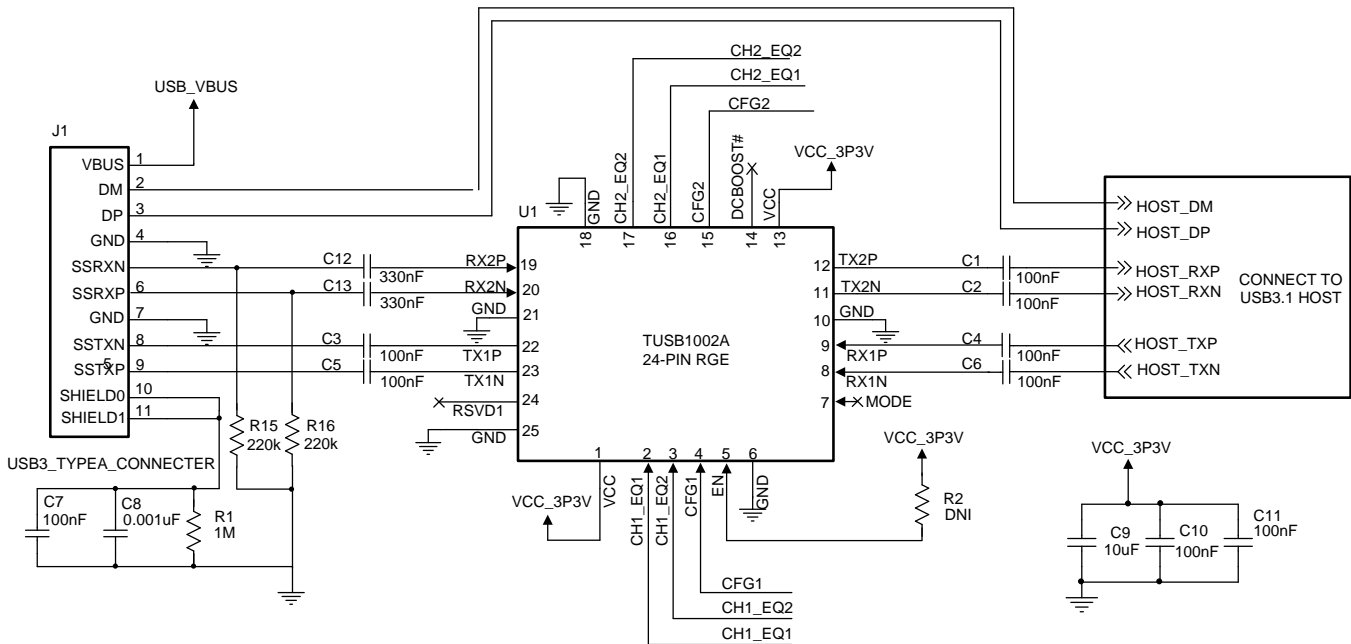 CH2_EQ2
CH2_EQ1
CFG2
USB_VBUS
J1
VBUS 1
DM 2
DP 3
GND 4
SSRXN 5
SSRXP 6
GND 7
SSTXN 8
SSTXP 9
SHIELD0 10
SHIELD1 11
USB3_TYPEA_CONNECTER
C12 330nF
C13 330nF
C3 100nF
C5 100nF
R15 220k
R16 220k
C7 100nF
C8 0.001uF
R1 1M
U1
TUSB1002A
24-PIN RGE
GND 18
CH2_EQ2 17
CH2_EQ1 16
CFG2 15
DCBOOST# 14
VCC 13
VCC_3P3V
RX2P 19
RX2N 20
GND 21
TX1P 22
TX1N 23
RSVD1 24
GND 25
12 TX2P
11 TX2N
10 GND
9 RX1P
8 RX1N
7 MODE
1 VCC
2 CH1_EQ1
3 CH1_EQ2
4 CFG1
5 EN
6 GND
VCC_3P3V
CFG1
CH1_EQ2
CH1_EQ1
VCC_3P3V
R2
DNI
C1 100nF
C2 100nF
C4 100nF
C6 100nF
HOST_DM
HOST_DP
HOST_RXP
HOST_RXN
HOST_TXP
HOST_TXN
CONNECT TO
USB3.1 HOST
VCC_3P3V
C9 10uF
C10 100nF
C11 100nF